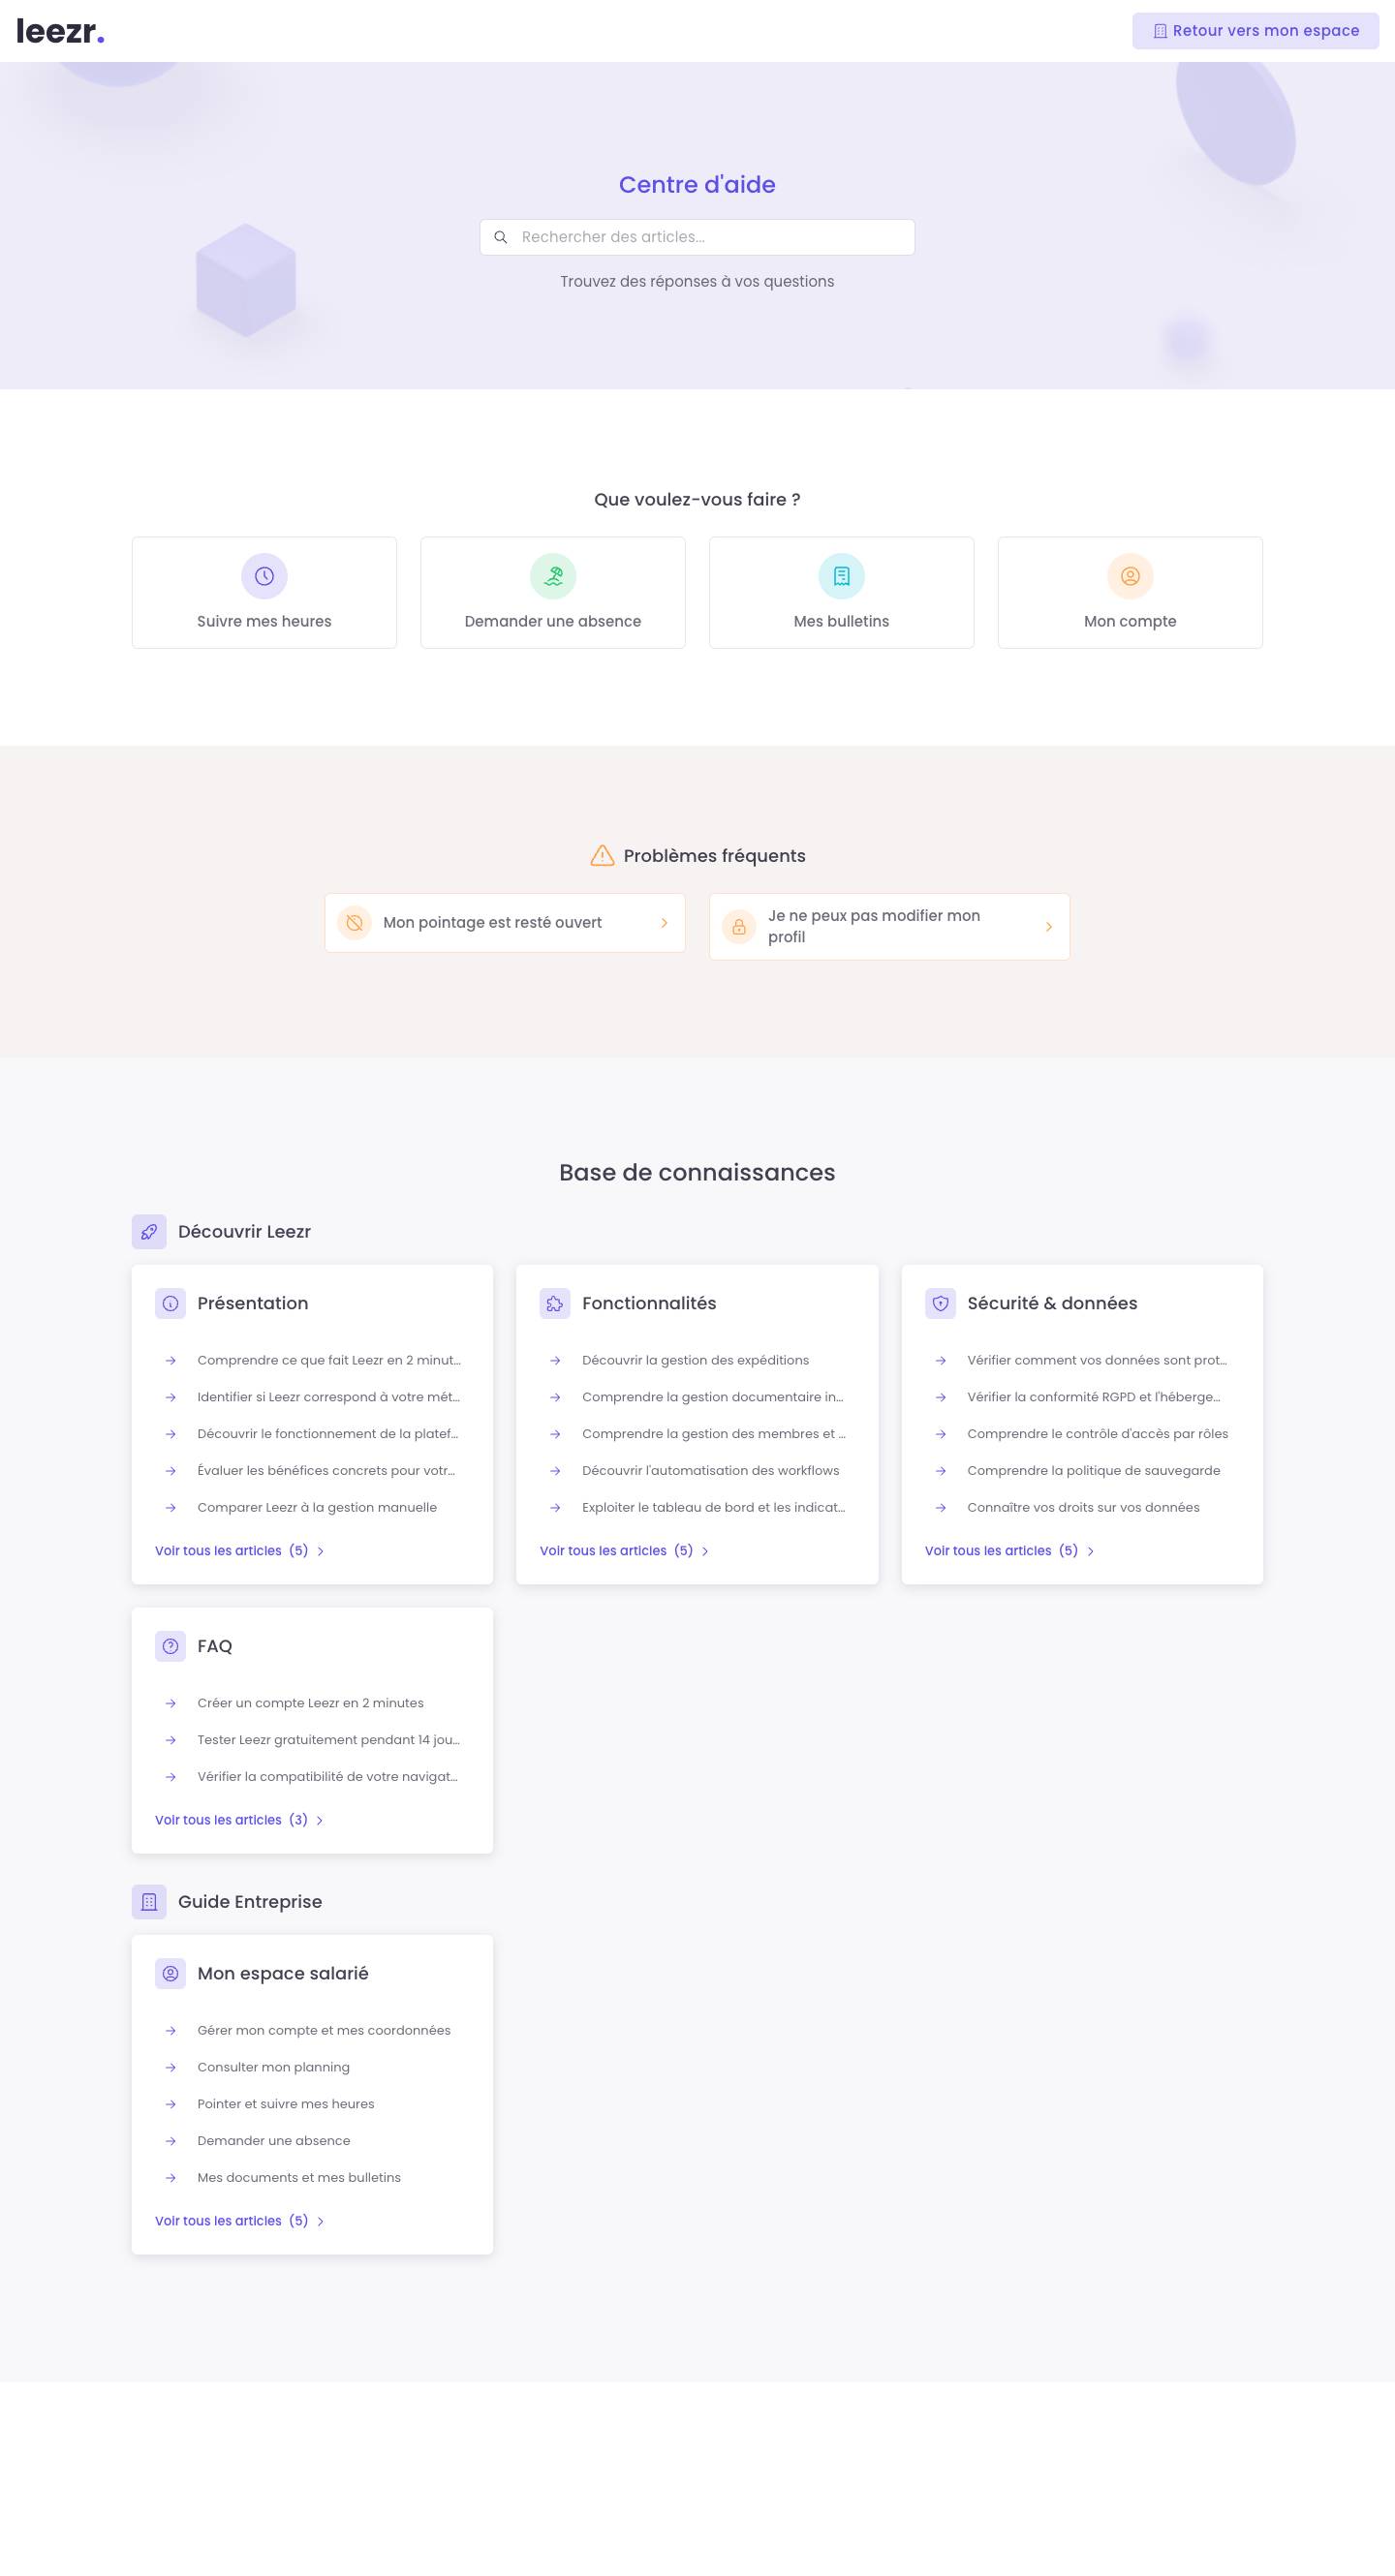 leezr.
Retour vers mon espace
Centre d'aide
Rechercher des articles...
Trouvez des réponses à vos questions
Que voulez-vous faire ?
Suivre mes heures
Demander une absence
Mes bulletins
Mon compte
Problèmes fréquents
Mon pointage est resté ouvert
Je ne peux pas modifier mon
profil
Base de connaissances
Découvrir Leezr
Présentation
Comprendre ce que fait Leezr en 2 minut...
Identifier si Leezr correspond à votre mét...
Découvrir le fonctionnement de la platef...
Évaluer les bénéfices concrets pour votr...
Comparer Leezr à la gestion manuelle
Voir tous les articles (5)
Fonctionnalités
Découvrir la gestion des expéditions
Comprendre la gestion documentaire in...
Comprendre la gestion des membres et ...
Découvrir l'automatisation des workflows
Exploiter le tableau de bord et les indicat...
Voir tous les articles (5)
Sécurité & données
Vérifier comment vos données sont prot...
Vérifier la conformité RGPD et l'héberge...
Comprendre le contrôle d'accès par rôles
Comprendre la politique de sauvegarde
Connaître vos droits sur vos données
Voir tous les articles (5)
FAQ
Créer un compte Leezr en 2 minutes
Tester Leezr gratuitement pendant 14 jou...
Vérifier la compatibilité de votre navigat...
Voir tous les articles (3)
Guide Entreprise
Mon espace salarié
Gérer mon compte et mes coordonnées
Consulter mon planning
Pointer et suivre mes heures
Demander une absence
Mes documents et mes bulletins
Voir tous les articles (5)